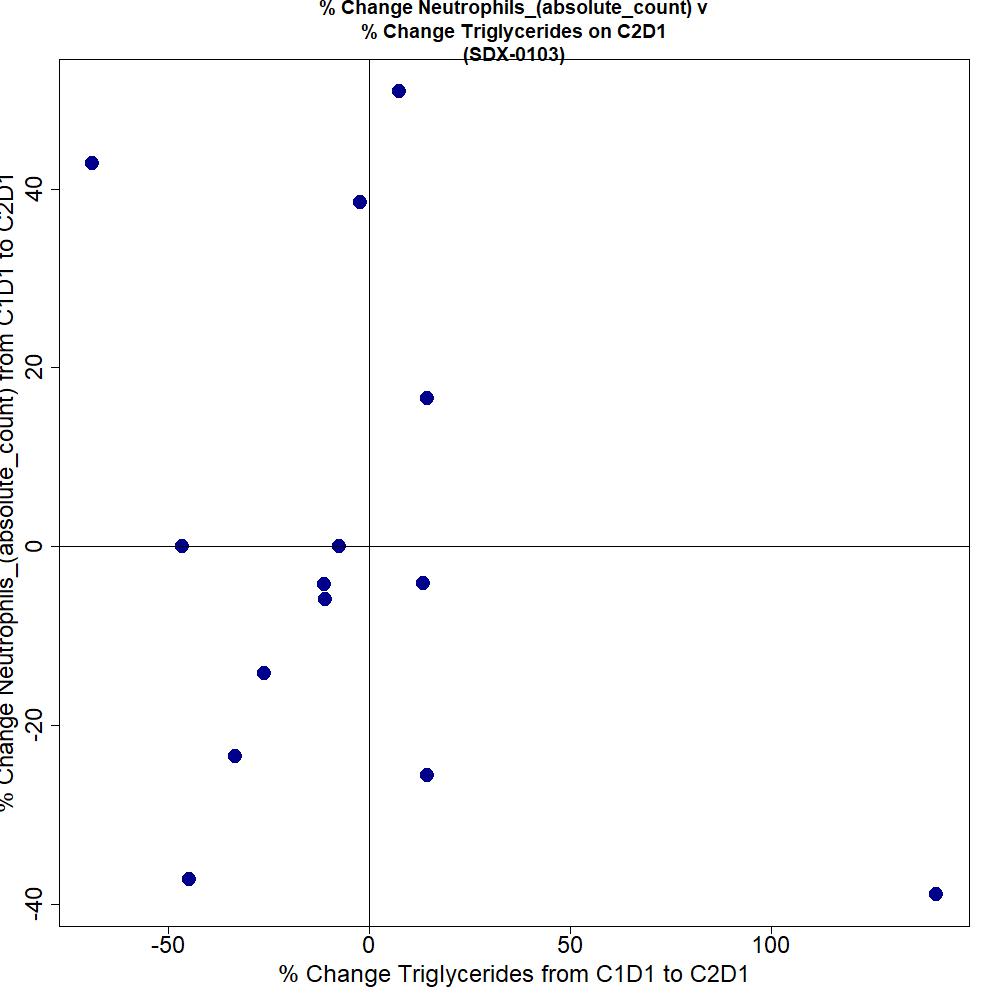 % Change Neutrophils_(absolute_count) v
% Change Triglycerides on C2D1
(SDX-0103)
% Change Neutrophils_(absolute_count) from C1D1 to C2D1
40
20
0
-20
-40
-50
0
50
100
% Change Triglycerides from C1D1 to C2D1